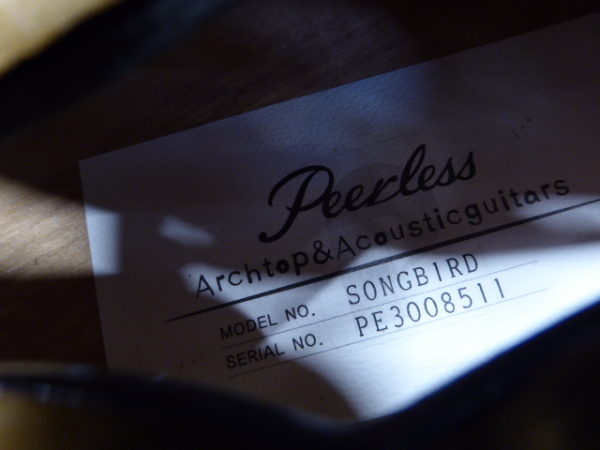 Peerless
Archtop&Acousticguitars
MODEL NO. SONGBIRD
SERIAL NO. PE3008511